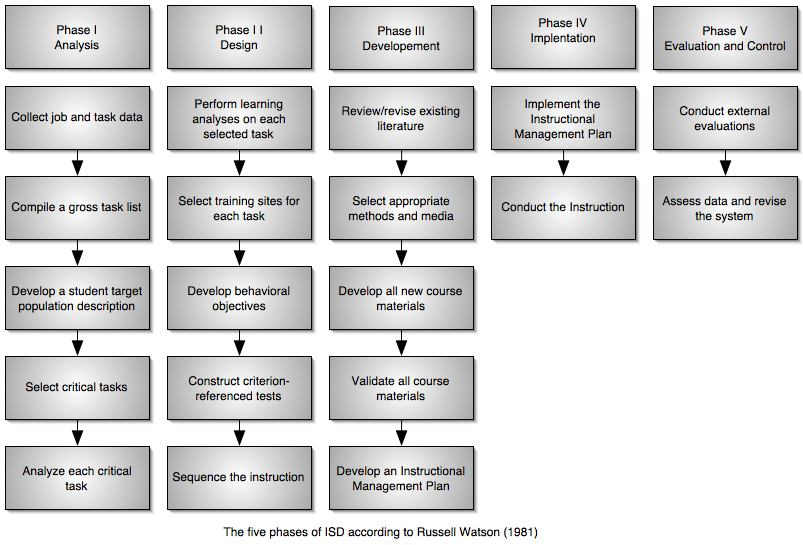 Phase I
Analysis
Phase I I
Design
Phase III
Developement
Phase IV
Implentation
Phase V
Evaluation and Control
Collect job and task data
Compile a gross task list
Develop a student target
population description
Select critical tasks
Analyze each critical
task
Perform learning
analyses on each
selected task
Select training sites for
each task
Develop behavioral
objectives
Construct criterion-
referenced tests
Sequence the instruction
Review/revise existing
literature
Select appropriate
methods and media
Develop all new course
materials
Validate all course
materials
Develop an Instructional
Management Plan
Implement the
Instructional
Management Plan
Conduct the Instruction
Conduct external
evaluations
Assess data and revise
the system
The five phases of ISD according to Russell Watson (1981)